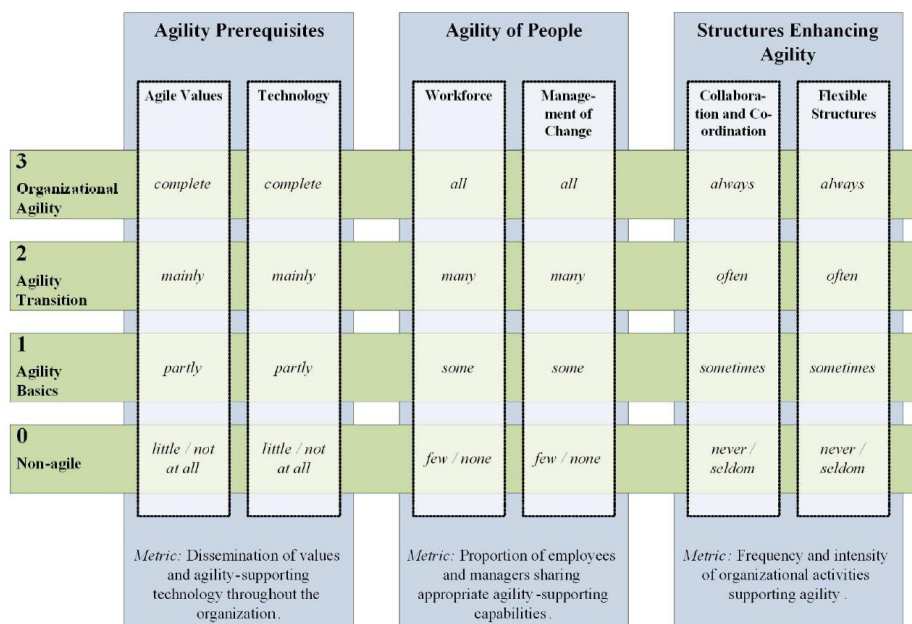 Agility Prerequisites
Agility of People
Structures Enhancing
Agility
Agile Values
Technology
Workforce
Manage-
ment of
Change
Collabora-
tion and Co-
ordination
Flexible
Structures
3
Organizational
Agility
complete
complete
all
all
always
always
2
Agility
Transition
mainly
mainly
many
many
often
often
1
Agility
Basics
partly
partly
some
some
sometimes
sometimes
0
Non-agile
little / not
at all
little / not
at all
few / none
few / none
never /
seldom
never /
seldom
Metric: Dissemination of values
and agility-supporting
technology throughout the
organization.
Metric: Proportion of employees
and managers sharing
appropriate agility-supporting
capabilities.
Metric: Frequency and intensity
of organizational activities
supporting agility.